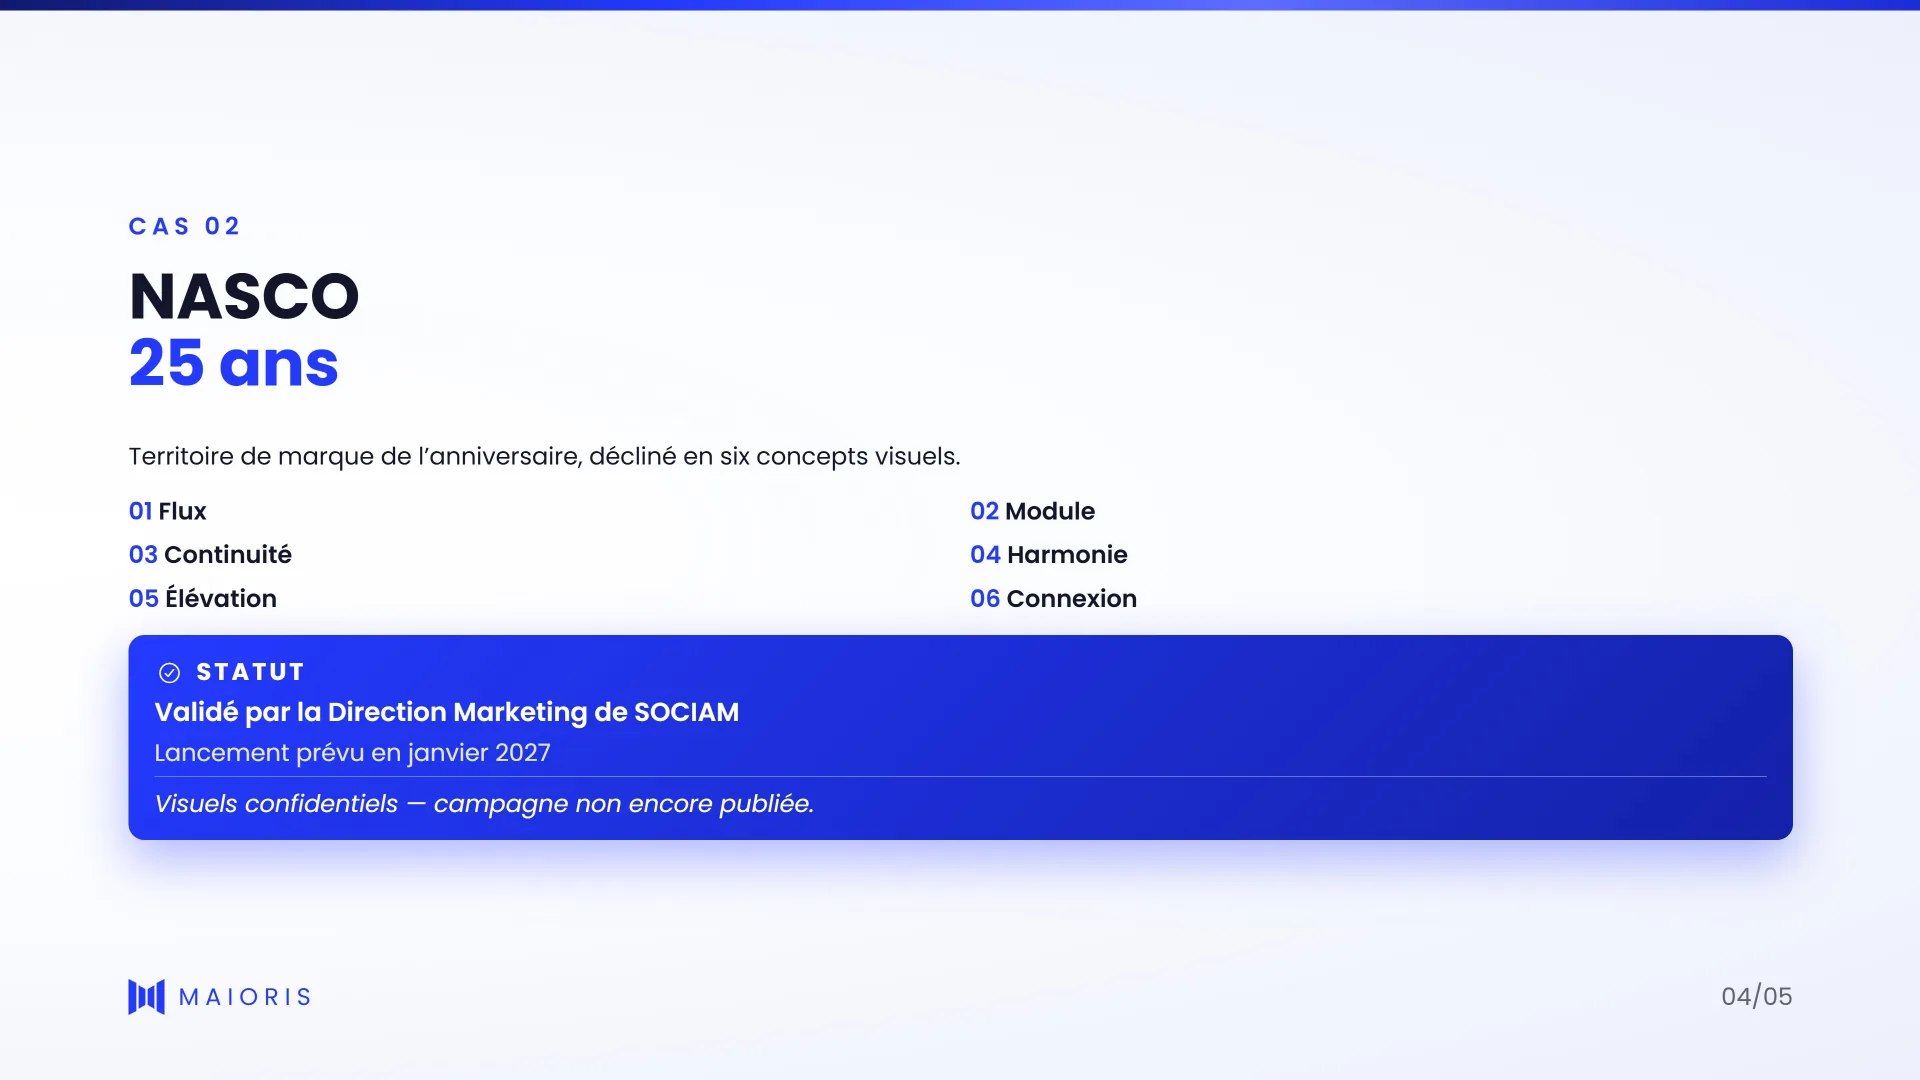 CAS 02
NASCO
25 ans
Territoire de marque de l’anniversaire, décliné en six concepts visuels.
01 Flux
02 Module
03 Continuité
04 Harmonie
05 Élévation
06 Connexion
STATUT
Validé par la Direction Marketing de SOCIAM
Lancement prévu en janvier 2027
Visuels confidentiels — campagne non encore publiée.
MAIORIS
04/05